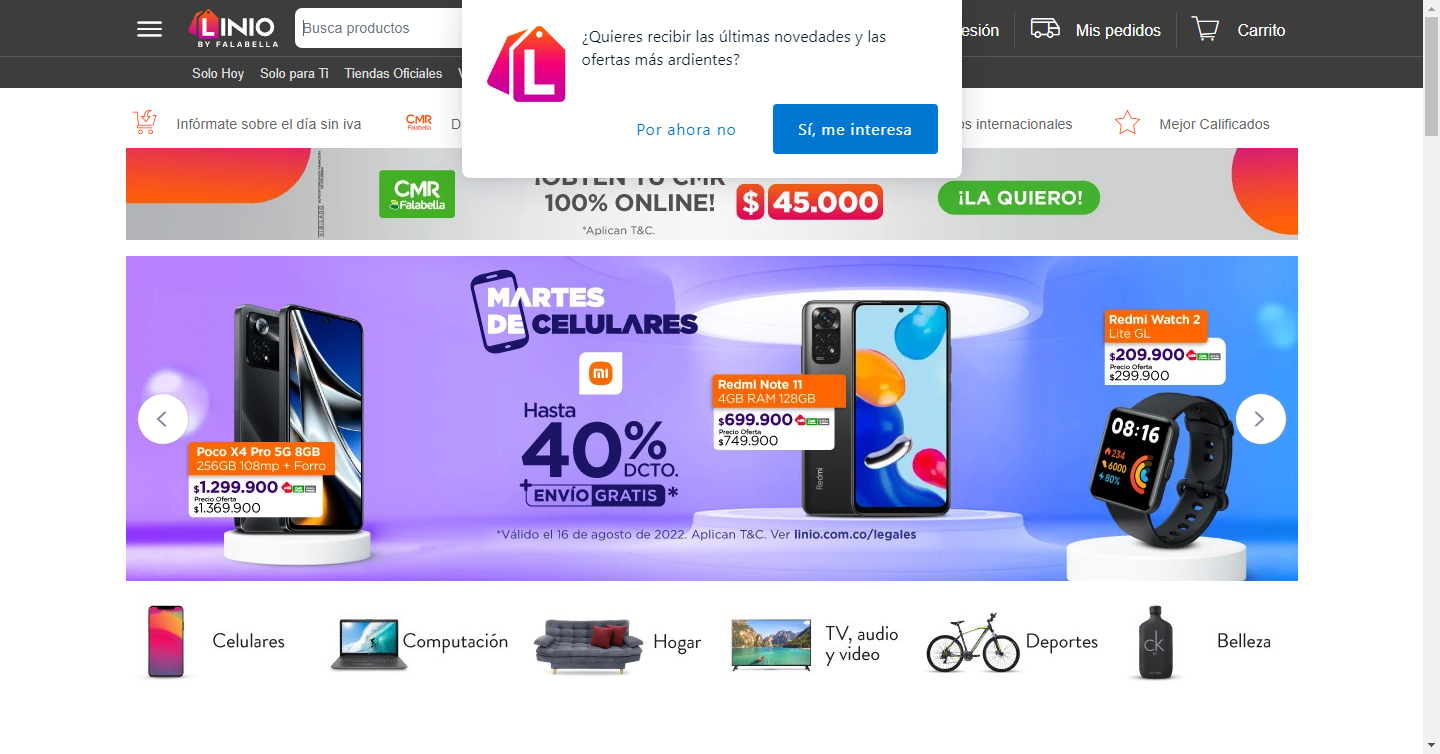 LINIO
BY FALABELLA
Busca productos
esión
Mis pedidos
Carrito
Solo Hoy
Solo para Ti
Tiendas Oficiales
¿Quieres recibir las últimas novedades y las
ofertas más ardientes?
Por ahora no
Sí, me interesa
Infórmate sobre el día sin iva
CMR
Falabella
internacionales
Mejor Calificados
CMR
Falabella
¡OBTÉN TU CMR
100% ONLINE!
$ 45.000
¡LA QUIERO!
*Aplican T&C.
MARTES
DE CELULARES
Hasta
40%
DCTO.
+ ENVÍO GRATIS *
*Válido el 16 de agosto de 2022. Aplican T&C. Ver linio.com.co/legales
Poco X4 Pro 5G 8GB
256GB 108mp + Forro
$1.299.900
Precio Oferta
$1.369.900
Redmi Note 11
4GB RAM 128GB
$699.900
Precio Oferta
$749.900
Redmi
Redmi Watch 2
Lite GL
$209.900
Precio Oferta
$299.900
08:16
234
6000
80%
Celulares
Computación
Hogar
TV, audio
y video
Deportes
ck
Belleza